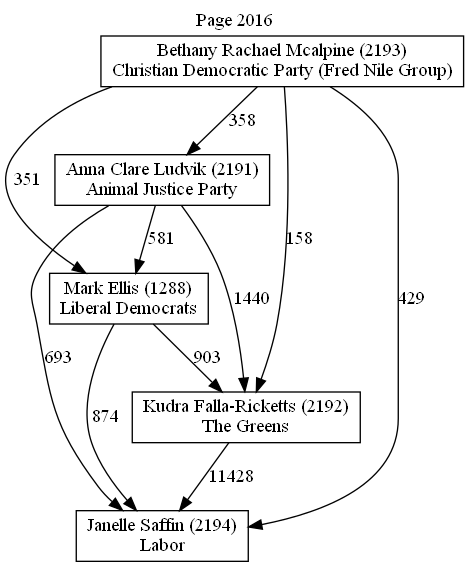 Page 2016
Bethany Rachael Mcalpine (2193)
Christian Democratic Party (Fred Nile Group)
358
Anna Clare Ludvik (2191)
Animal Justice Party
351
581
158
Mark Ellis (1288)
Liberal Democrats
1440
429
693
903
Kudra Falla-Ricketts (2192)
The Greens
874
11428
Janelle Saffin (2194)
Labor